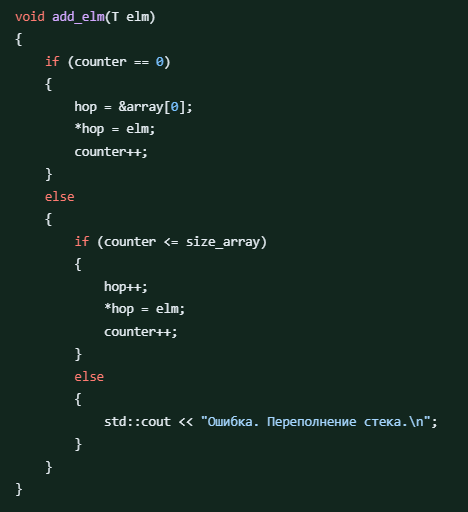 void add_elm(T elm)
{
    if (counter == 0)
    {
        hop = &array[0];
        *hop = elm;
        counter++;
    }
    else
    {
        if (counter <= size_array)
        {
            hop++;
            *hop = elm;
            counter++;
        }
        else
        {
            std::cout << "Ошибка. Переполнение стека.\n";
        }
    }
}